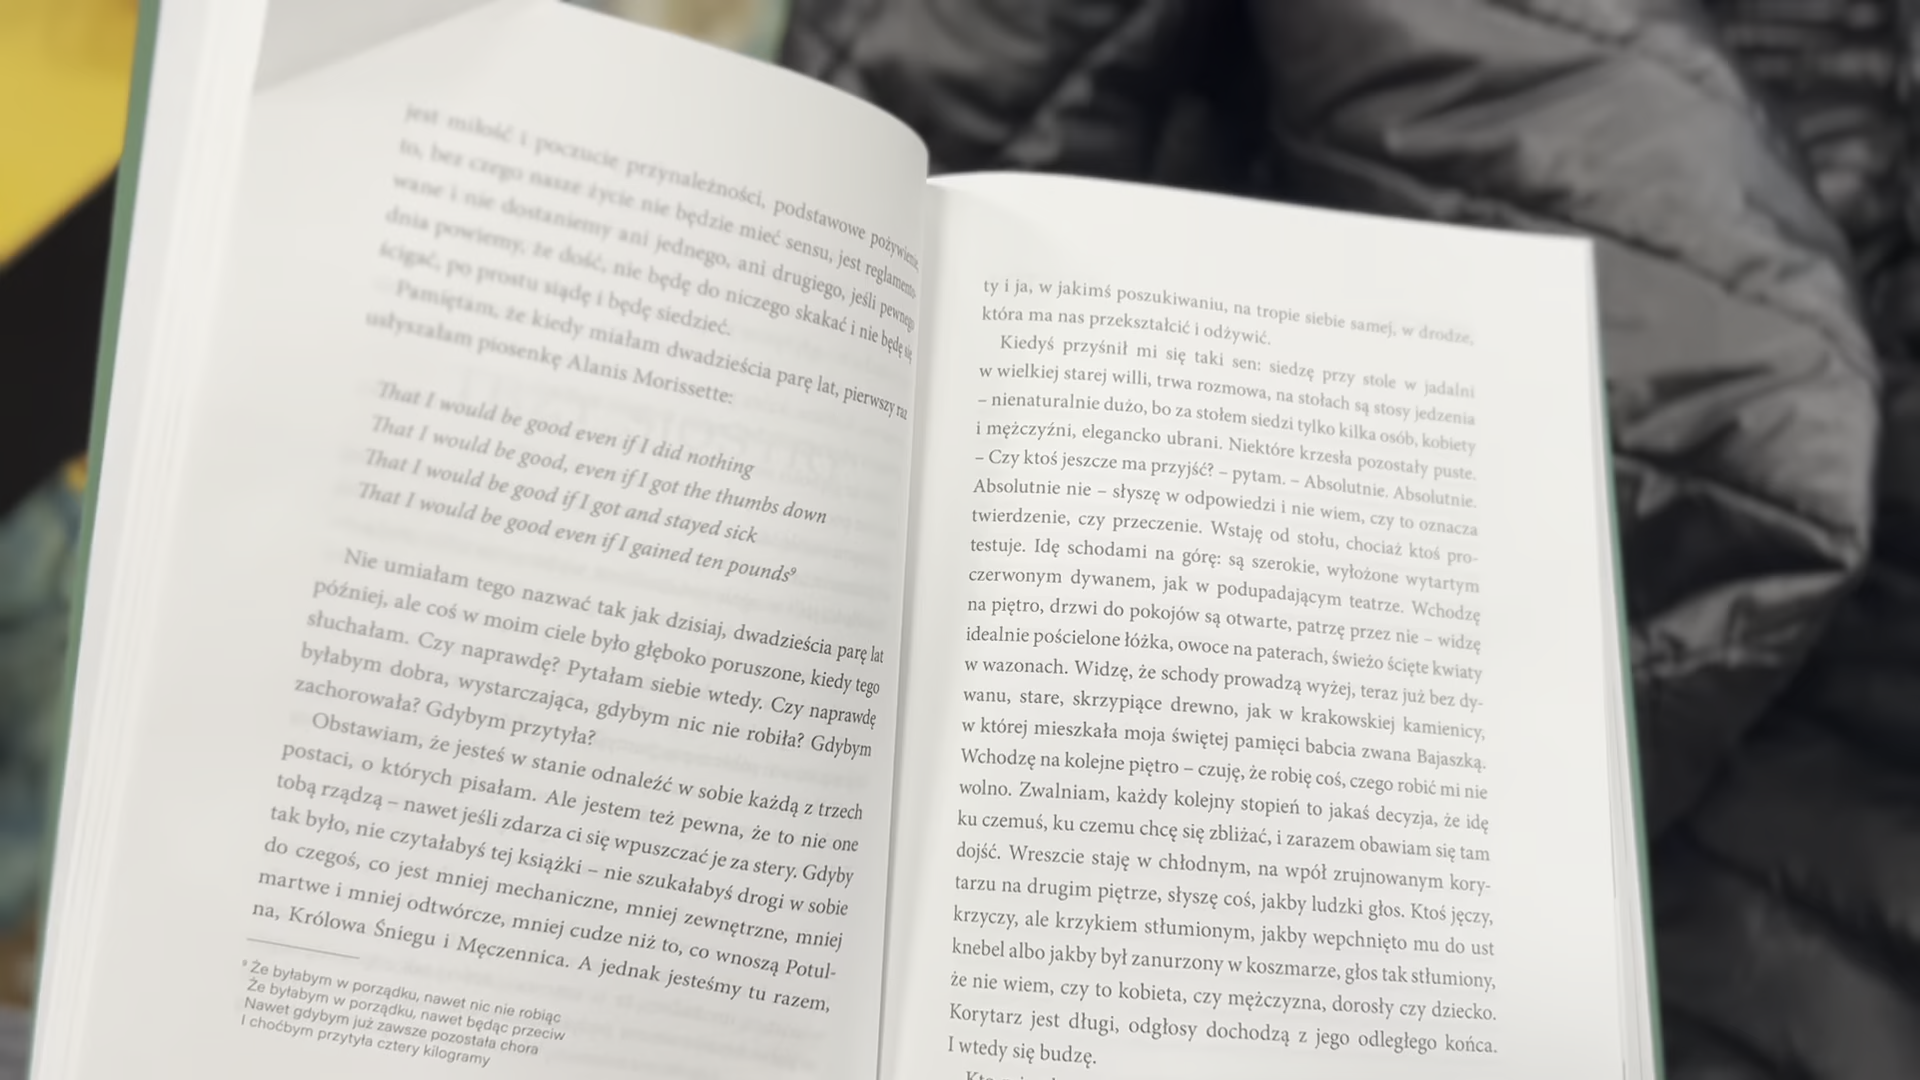 jest miłość i poczucie przynależności, podstawowe pożywienie,
to, bez czego nasze życie nie będzie mieć sensu, jest reglamento-
wane i nie dostaniemy ani jednego, ani drugiego, jeśli pewnego
dnia powiemy, że dość, nie będę do niczego skakać i nie będę się
ścigać, po prostu siądę i będę siedzieć.
Pamiętam, że kiedy miałam dwadzieścia parę lat, pierwszy raz
usłyszałam piosenkę Alanis Morissette:
That I would be good even if I did nothing
That I would be good, even if I got the thumbs down
That I would be good if I got and stayed sick
That I would be good even if I gained ten pounds⁹
Nie umiałam tego nazwać tak jak dzisiaj, dwadzieścia parę lat
później, ale coś w moim ciele było głęboko poruszone, kiedy tego
słuchałam. Czy naprawdę? Pytałam siebie wtedy. Czy naprawdę
byłabym dobra, wystarczająca, gdybym nic nie robiła? Gdybym
zachorowała? Gdybym przytyła?
Obstawiam, że jesteś w stanie odnaleźć w sobie każdą z trzech
postaci, o których pisałam. Ale jestem też pewna, że to nie one
tobą rządzą – nawet jeśli zdarza ci się wpuszczać je za stery. Gdyby
tak było, nie czytałabyś tej książki – nie szukałabyś drogi w sobie
do czegoś, co jest mniej mechaniczne, mniej zewnętrzne, mniej
martwe i mniej odtwórcze, mniej cudze niż to, co wnoszą Potul-
na, Królowa Śniegu i Męczennica. A jednak jesteśmy tu razem,
⁹ Że byłabym w porządku, nawet nic nie robiąc
Że byłabym w porządku, nawet będąc przeciw
Nawet gdybym już zawsze pozostała chora
I choćbym przytyła cztery kilogramy
ty i ja, w jakimś poszukiwaniu, na tropie siebie samej, w drodze,
która ma nas przekształcić i odżywić.
Kiedyś przyśnił mi się taki sen: siedzę przy stole w jadalni
w wielkiej starej willi, trwa rozmowa, na stołach są stosy jedzenia
– nienaturalnie dużo, bo za stołem siedzi tylko kilka osób, kobiety
i mężczyźni, elegancko ubrani. Niektóre krzesła pozostały puste.
– Czy ktoś jeszcze ma przyjść? – pytam. – Absolutnie. Absolutnie.
Absolutnie nie – słyszę w odpowiedzi i nie wiem, czy to oznacza
twierdzenie, czy przeczenie. Wstaję od stołu, chociaż ktoś pro-
testuje. Idę schodami na górę: są szerokie, wyłożone wytartym
czerwonym dywanem, jak w podupadającym teatrze. Wchodzę
na piętro, drzwi do pokojów są otwarte, patrzę przez nie – widzę
idealnie pościelone łóżka, owoce na paterach, świeżo ścięte kwiaty
w wazonach. Widzę, że schody prowadzą wyżej, teraz już bez dy-
wanu, stare, skrzypiące drewno, jak w krakowskiej kamienicy,
w której mieszkała moja świętej pamięci babcia zwana Bajaszką.
Wchodzę na kolejne piętro – czuję, że robię coś, czego robić mi nie
wolno. Zwalniam, każdy kolejny stopień to jakaś decyzja, że idę
ku czemuś, ku czemu chcę się zbliżać, i zarazem obawiam się tam
dojść. Wreszcie staję w chłodnym, na wpół zrujnowanym kory-
tarzu na drugim piętrze, słyszę coś, jakby ludzki głos. Ktoś jęczy,
krzyczy, ale krzykiem stłumionym, jakby wepchnięto mu do ust
knebel albo jakby był zanurzony w koszmarze, głos tak stłumiony,
że nie wiem, czy to kobieta, czy mężczyzna, dorosły czy dziecko.
Korytarz jest długi, odgłosy dochodzą z jego odległego końca.
I wtedy się budzę.